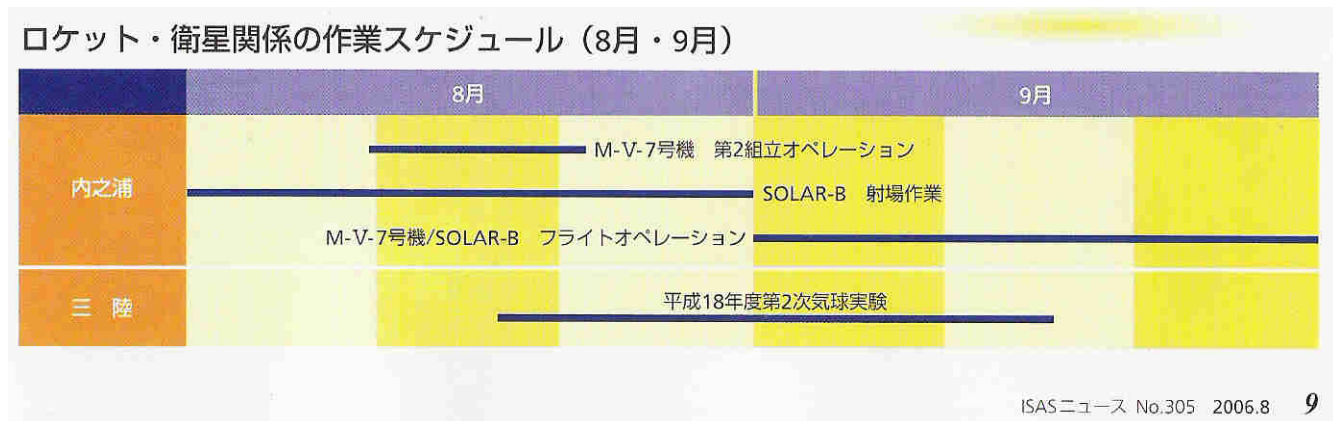 ロケット・衛星関係の作業スケジュール（8月・9月）
8月
9月
内之浦
M-V-7号機　第2組立オペレーション
SOLAR-B　射場作業
M-V-7号機/SOLAR-B　フライトオペレーション
三　陸
平成18年度第2次気球実験
ISASニュース No.305 2006.8 9